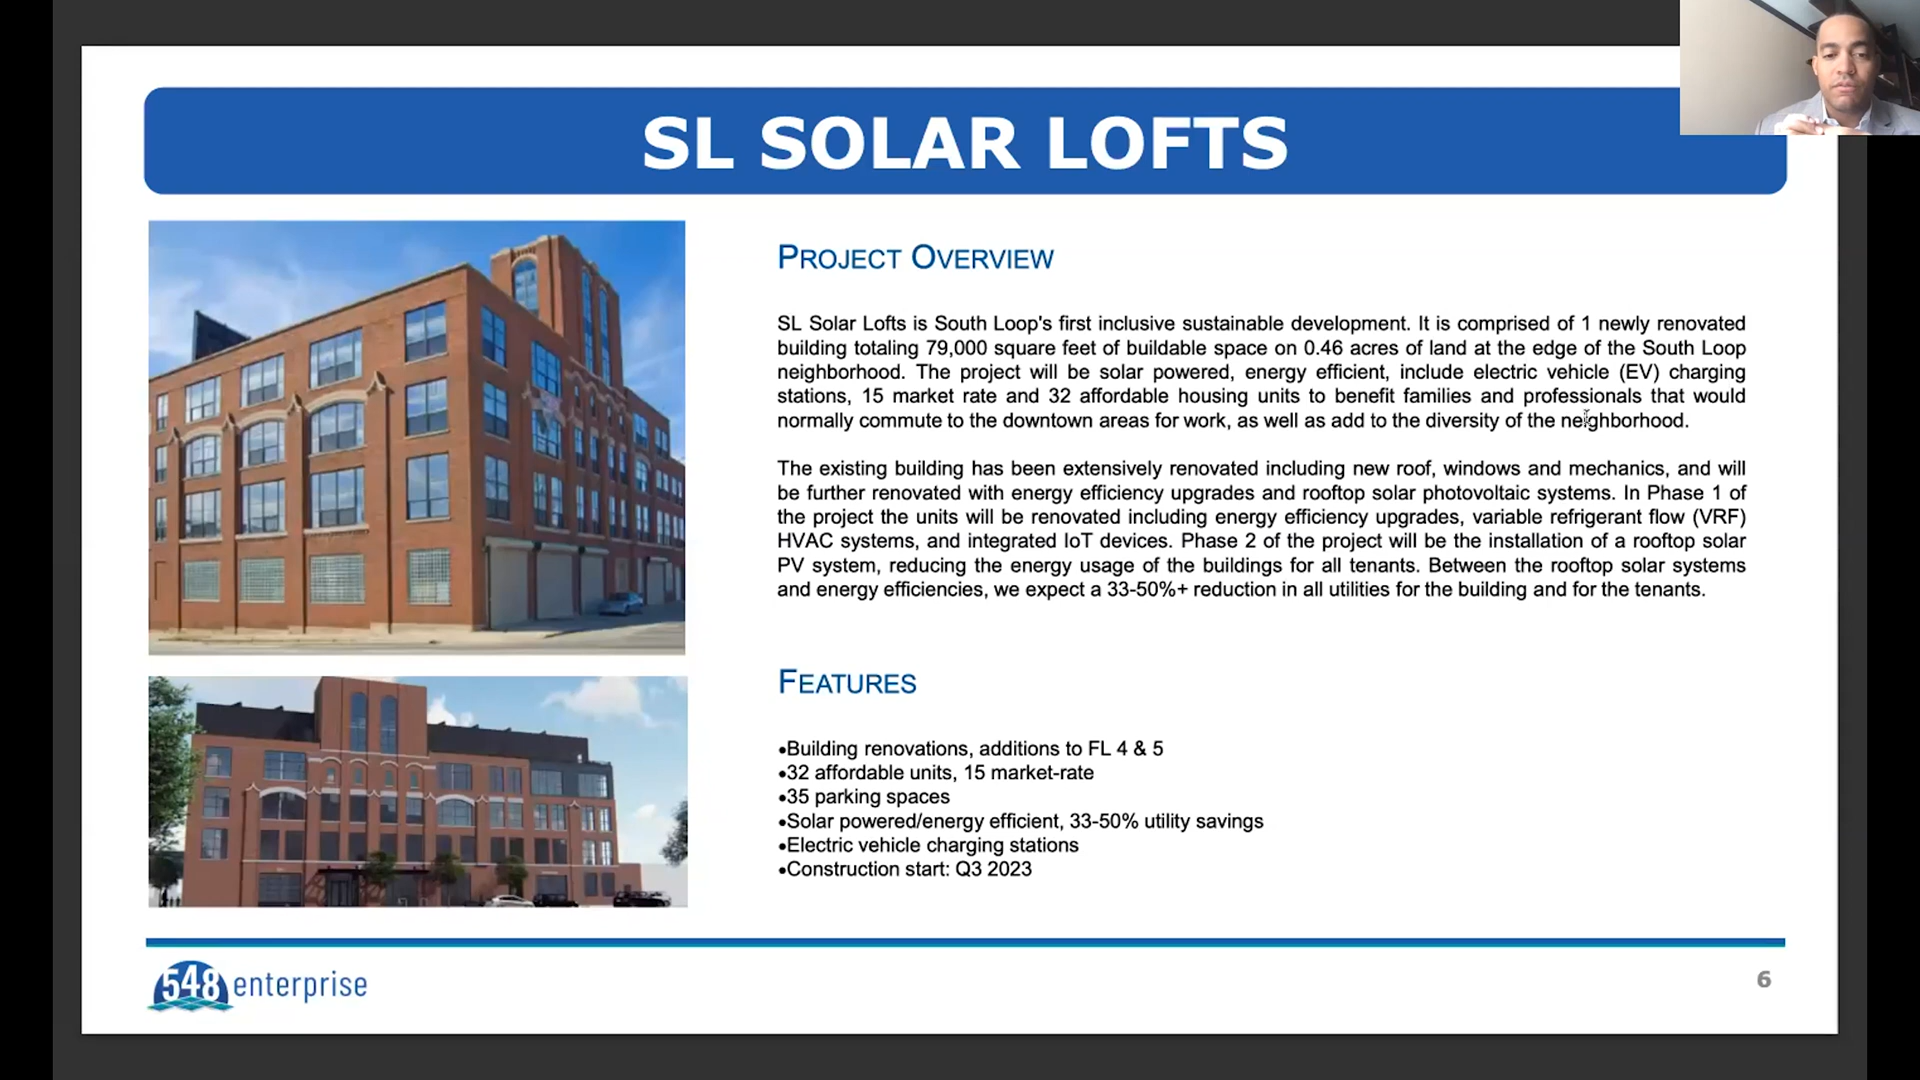 SL SOLAR LOFTS
PROJECT OVERVIEW
SL Solar Lofts is South Loop's first inclusive sustainable development. It is comprised of 1 newly renovated
building totaling 79,000 square feet of buildable space on 0.46 acres of land at the edge of the South Loop
neighborhood. The project will be solar powered, energy efficient, include electric vehicle (EV) charging
stations, 15 market rate and 32 affordable housing units to benefit families and professionals that would
normally commute to the downtown areas for work, as well as add to the diversity of the neighborhood.
The existing building has been extensively renovated including new roof, windows and mechanics, and will
be further renovated with energy efficiency upgrades and rooftop solar photovoltaic systems. In Phase 1 of
the project the units will be renovated including energy efficiency upgrades, variable refrigerant flow (VRF)
HVAC systems, and integrated IoT devices. Phase 2 of the project will be the installation of a rooftop solar
PV system, reducing the energy usage of the buildings for all tenants. Between the rooftop solar systems
and energy efficiencies, we expect a 33-50%+ reduction in all utilities for the building and for the tenants.
FEATURES
•Building renovations, additions to FL 4 & 5
•32 affordable units, 15 market-rate
•35 parking spaces
•Solar powered/energy efficient, 33-50% utility savings
•Electric vehicle charging stations
•Construction start: Q3 2023
548 enterprise
6